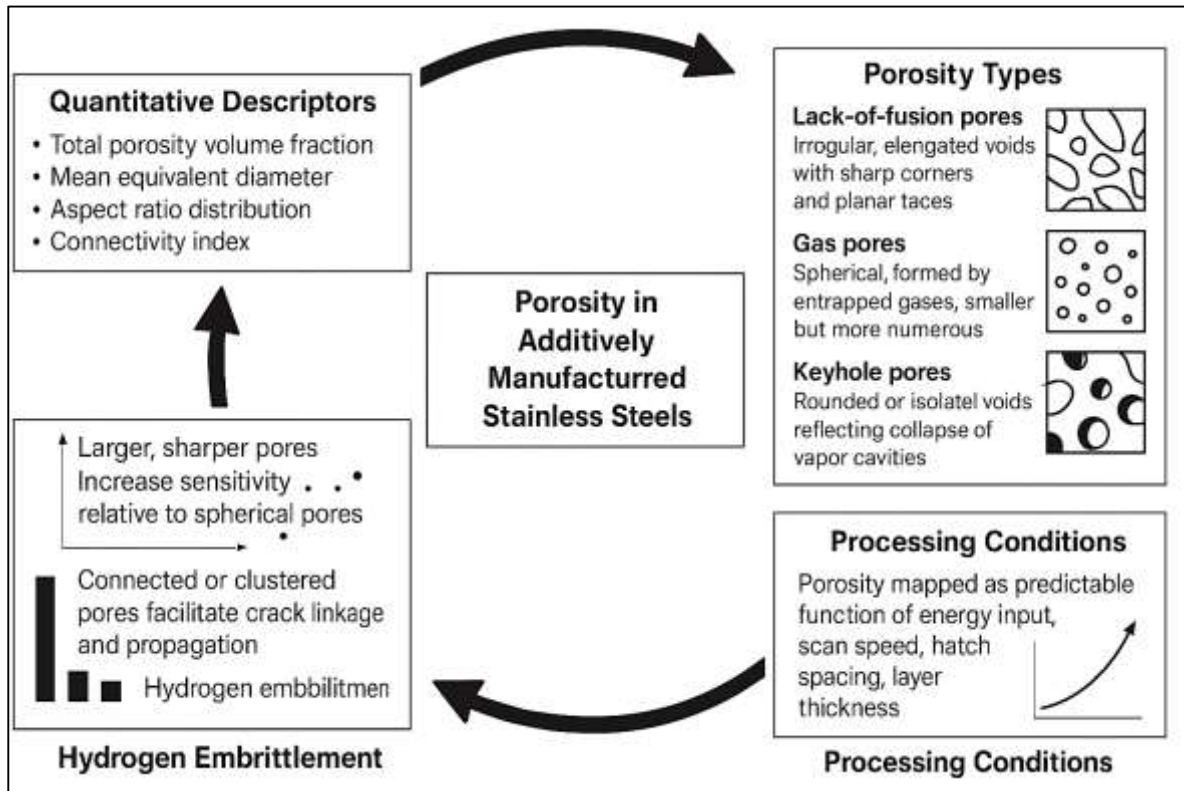 Quantitative Descriptors
• Total porosity volume fraction
• Mean equivalent diameter
• Aspect ratio distribution
• Connectivity index
Porosity in
Additively
Manufacturred
Stainless Steels
Porosity Types
Lack-of-fusion pores
Irregular, elongated voids
with sharp corners
and planar taces
Gas pores
Spherical, formed by
entrapped gases, smaller
but more numerous
Keyhole pores
Rounded or isolatel voids
reflecting collapse of
vapor cavities
Larger, sharper pores
Increase sensitivity
relative to spherical pores
Connected or clustered
pores facilitate crack linkage
and propagation
Hydrogen embbilitmen
Hydrogen Embrittlement
Processing Conditions
Porosity mapped as predictable
function of energy input,
scan speed, hatch
spacing, layer
thickness
Processing Conditions